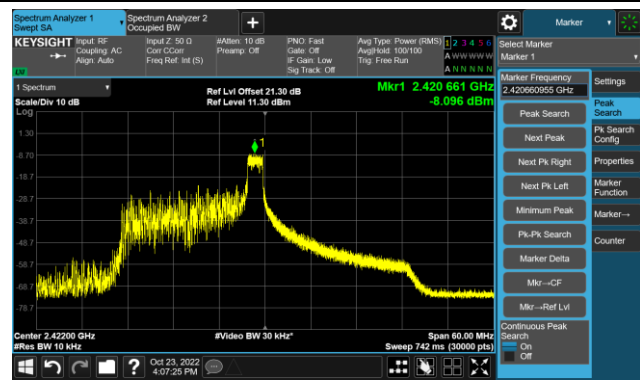 Spectrum Analyzer 1
Swept SA
Spectrum Analyzer 2
Occupied BW
+
Marker
KEYSIGHT
Input: RF
Coupling: AC
Align: Auto
Input Z: 50 Ω
Corr CCorr
Freq Ref: Int (S)
#Atten: 10 dB
Preamp: Off
PNO: Fast
Gate: Off
IF Gain: Low
Sig Track: Off
Avg Type: Power (RMS)
Avg|Hold: 100/100
Trig: Free Run
1 2 3 4 5 6
A W W W W W
A N N N N N
Select Marker
Marker 1
1 Spectrum
Scale/Div 10 dB
Log
Ref Lvl Offset 21.30 dB
Ref Level 11.30 dBm
Mkr1 2.420 661 GHz
-8.096 dBm
1.30
-8.70
-18.7
-28.7
-38.7
-48.7
-58.7
-68.7
-78.7
1
Center 2.42200 GHz
#Res BW 10 kHz
#Video BW 30 kHz*
Span 60.00 MHz
Sweep 742 ms (30000 pts)
Marker Frequency
2.420660955 GHz
Peak Search
Next Peak
Next Pk Right
Next Pk Left
Minimum Peak
Pk-Pk Search
Marker Delta
Mkr→CF
Mkr→Ref Lvl
Continuous Peak
Search
On
Off
Settings
Peak
Search
Pk Search
Config
Properties
Marker
Function
Marker→
Counter
?
Oct 23, 2022
4:07:25 PM